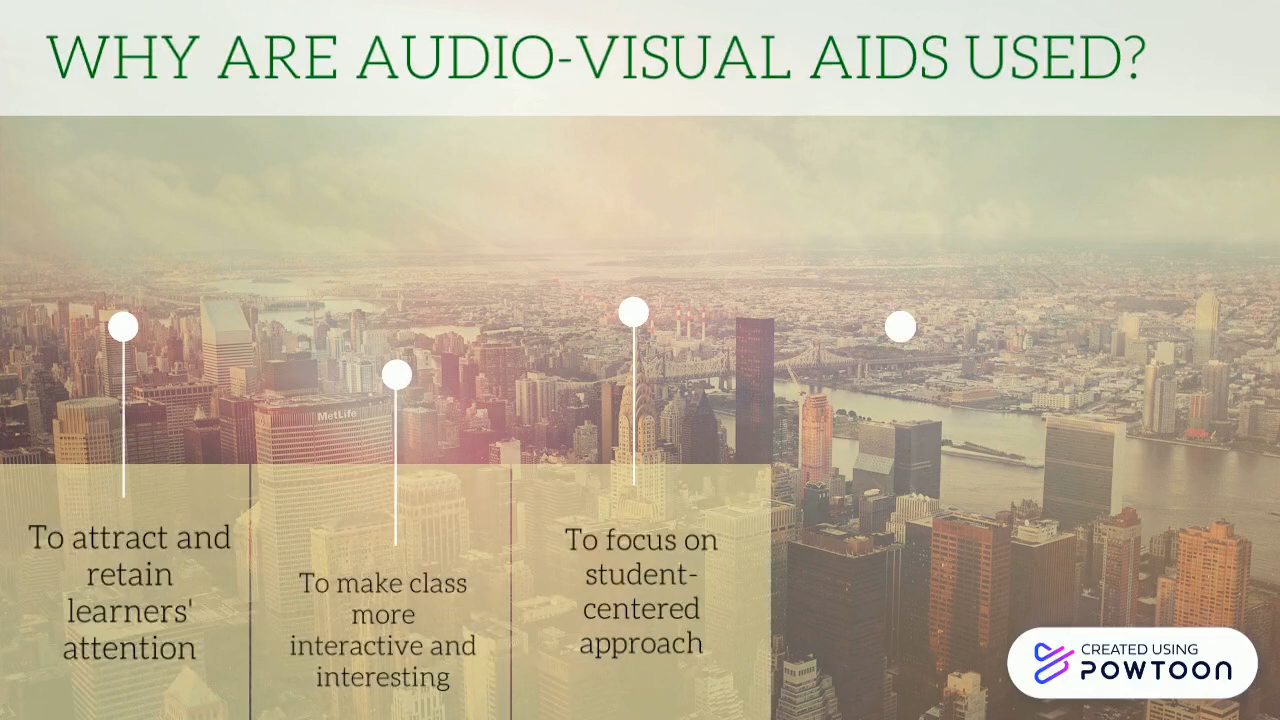 WHY ARE AUDIO-VISUAL AIDS USED?
MetLife
To attract and
retain
learners'
attention
To make class
more
interactive and
interesting
To focus on
student-
centered
approach
CREATED USING
POWTOON